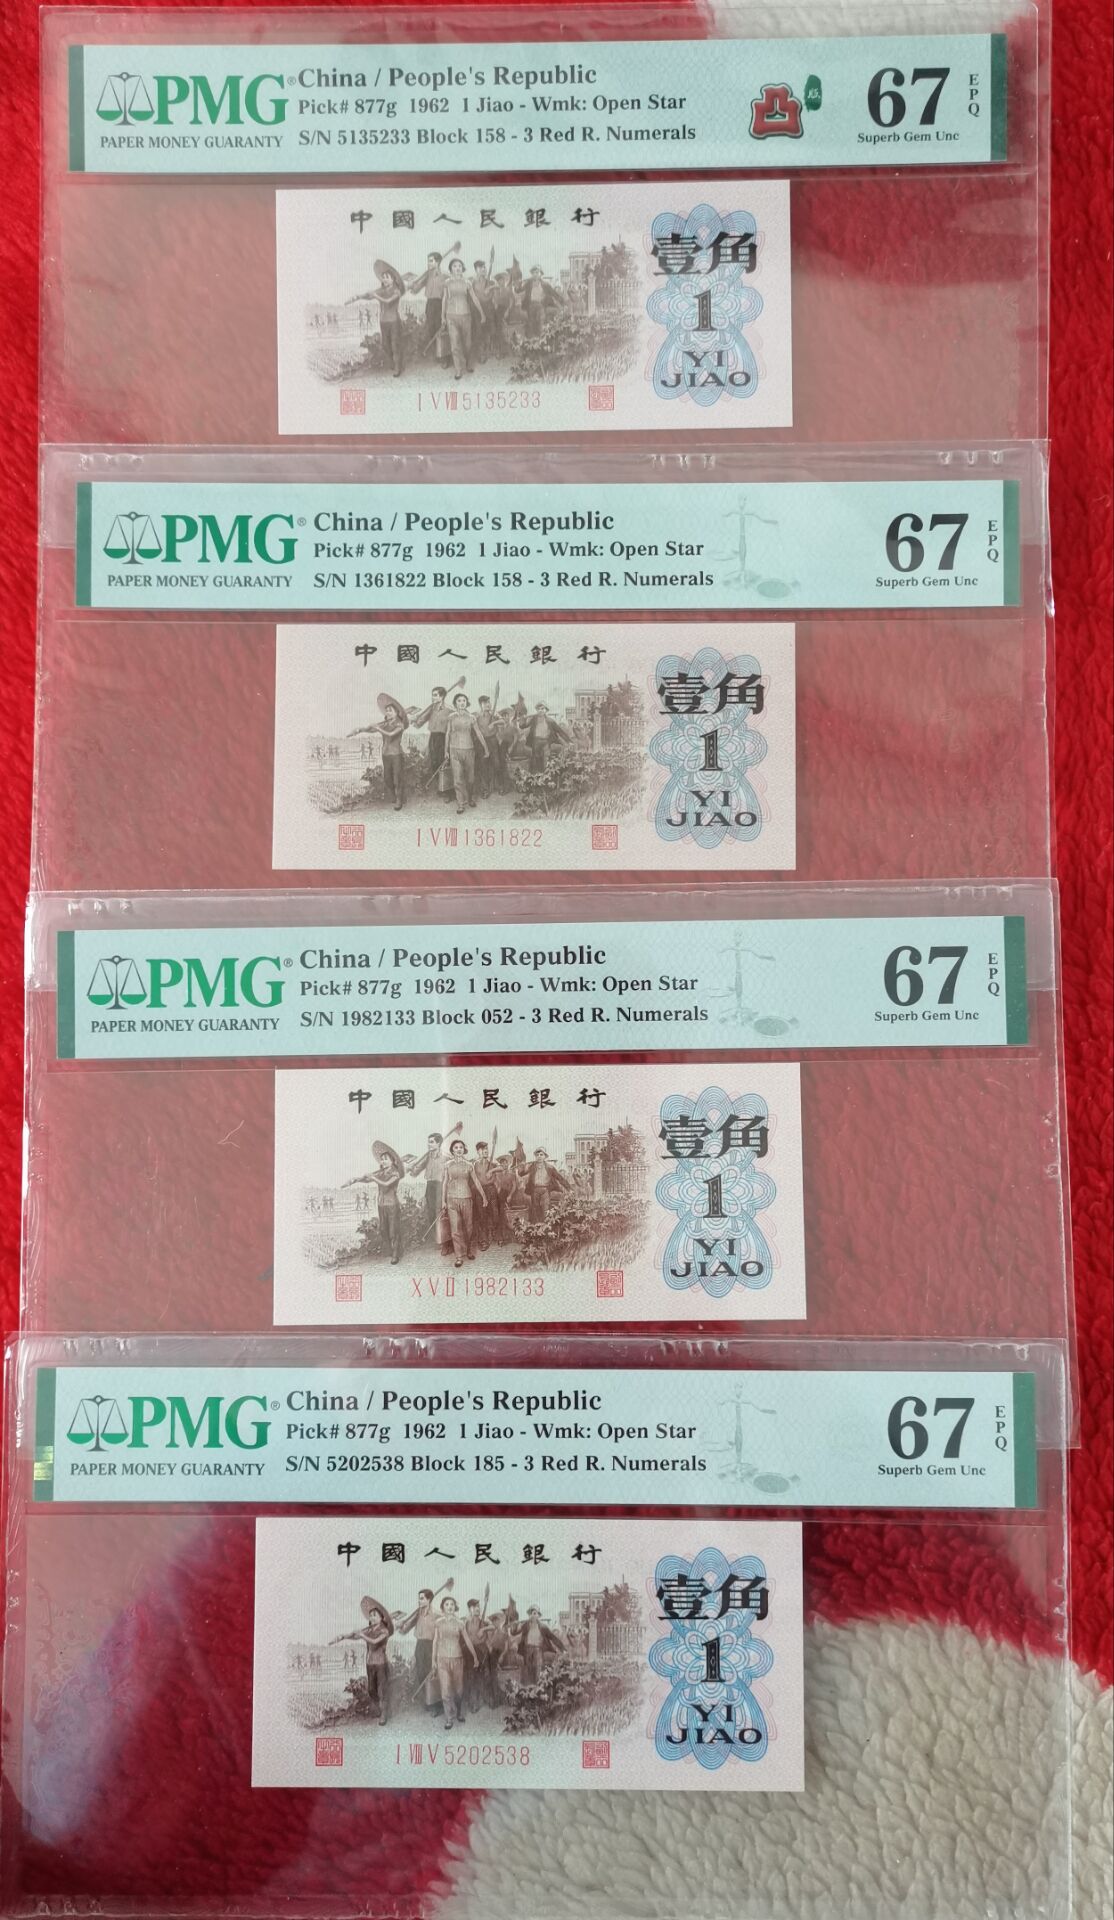 PMG® China / People's Republic
Pick# 877g 1962 1 Jiao - Wmk: Open Star
PAPER MONEY GUARANTY S/N 5135233 Block 158 - 3 Red R. Numerals
凸 版
67 EPQ
Superb Gem Unc
中國人民銀行
壹角
1
YI
JIAO
I V VIII 5135233
PMG® China / People's Republic
Pick# 877g 1962 1 Jiao - Wmk: Open Star
PAPER MONEY GUARANTY S/N 1361822 Block 158 - 3 Red R. Numerals
67 EPQ
Superb Gem Unc
中國人民銀行
壹角
1
YI
JIAO
I V VIII 1361822
PMG® China / People's Republic
Pick# 877g 1962 1 Jiao - Wmk: Open Star
PAPER MONEY GUARANTY S/N 1982133 Block 052 - 3 Red R. Numerals
67 EPQ
Superb Gem Unc
中國人民銀行
壹角
1
YI
JIAO
X V II 1982133
PMG® China / People's Republic
Pick# 877g 1962 1 Jiao - Wmk: Open Star
PAPER MONEY GUARANTY S/N 5202538 Block 185 - 3 Red R. Numerals
67 EPQ
Superb Gem Unc
中國人民銀行
壹角
1
YI
JIAO
I VIII V 5202538